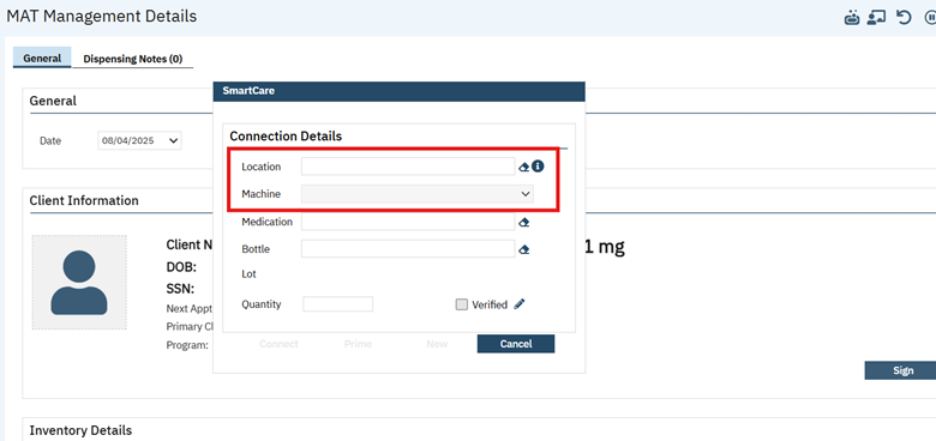 MAT Management Details
General
Dispensing Notes (0)
General
Date 08/04/2025
SmartCare
Connection Details
Location
Machine
Medication
Bottle
Lot
Quantity
Verified
Connect Prime New Cancel
Client Information
Client N
1 mg
DOB:
SSN:
Next Appt
Primary Cl
Program:
Sign
Inventory Details